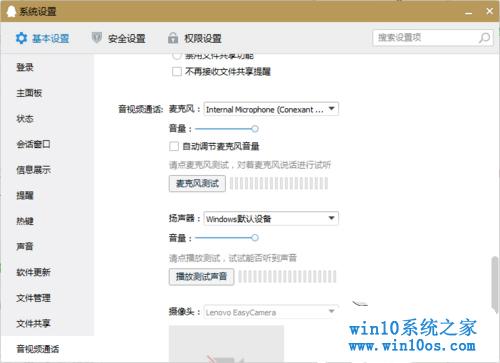 系统设置
基本设置
安全设置
权限设置
搜索设置项
登录
主面板
状态
会话窗口
信息展示
提醒
热键
声音
软件更新
文件管理
文件共享
音视频通话
禁用文件共享功能
不再接收文件共享提醒
音视频通话:
麦克风: Internal Microphone (Conexant ...
音量:
自动调节麦克风音量
请点麦克风测试，对着麦克风说话进行试听
麦克风测试
扬声器: Windows默认设备
音量:
请点播放测试，试试能否听到声音
播放测试声音
摄像头: Lenovo EasyCamera
win10系统之家
www.win10os.com